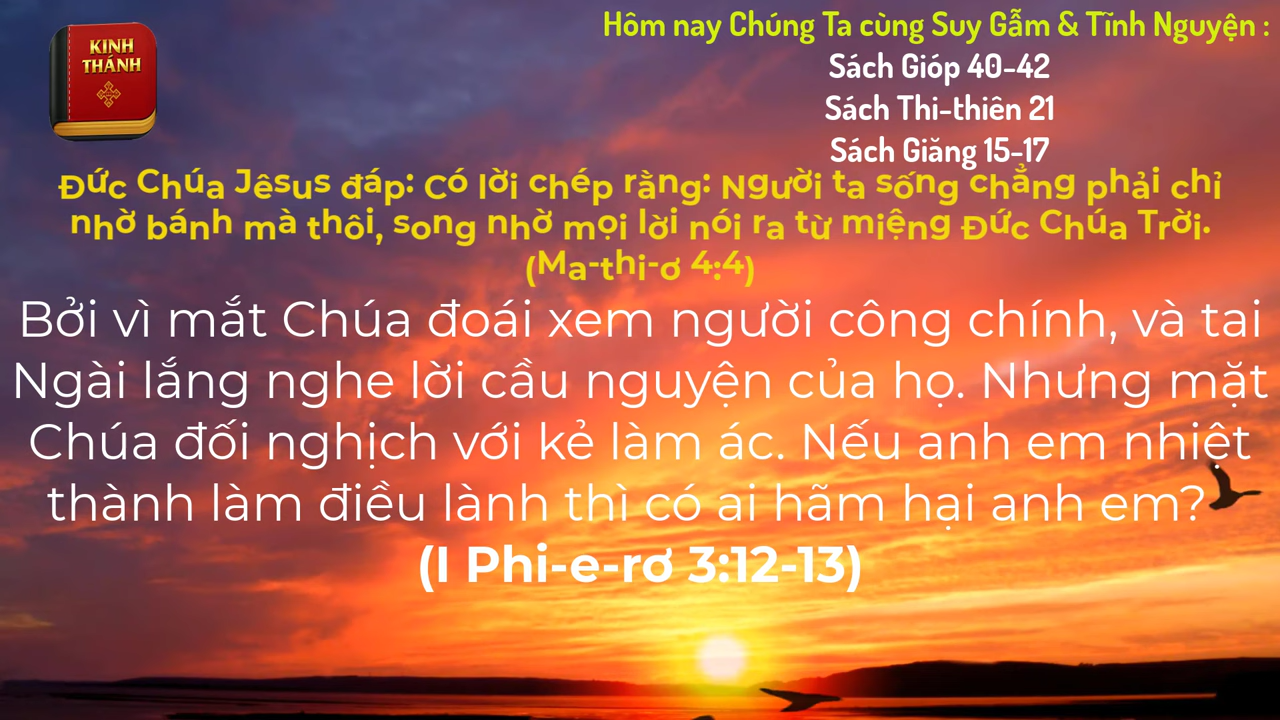 KINH
THÁNH
Hôm nay Chúng Ta cùng Suy Gẫm & Tĩnh Nguyện :
Sách Gióp 40-42
Sách Thi-thiên 21
Sách Giăng 15-17
Đức Chúa Jêsus đáp: Có lời chép rằng: Người ta sống chẳng phải chỉ
nhờ bánh mà thôi, song nhờ mọi lời nói ra từ miệng Đức Chúa Trời.
(Ma-thi-ơ 4:4)
Bởi vì mắt Chúa đoái xem người công chính, và tai
Ngài lắng nghe lời cầu nguyện của họ. Nhưng mặt
Chúa đối nghịch với kẻ làm ác. Nếu anh em nhiệt
thành làm điều lành thì có ai hãm hại anh em?
(I Phi-e-rơ 3:12-13)